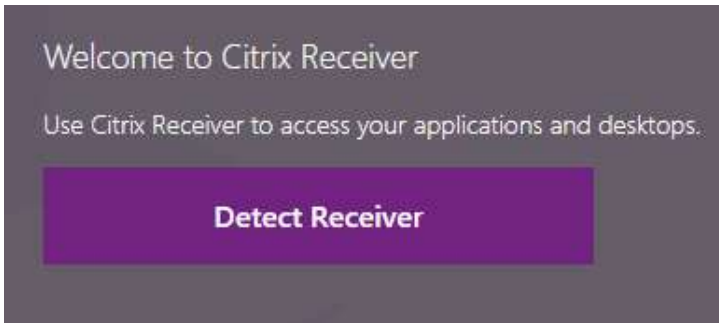 Welcome to Citrix Receiver
Use Citrix Receiver to access your applications and desktops.
Detect Receiver